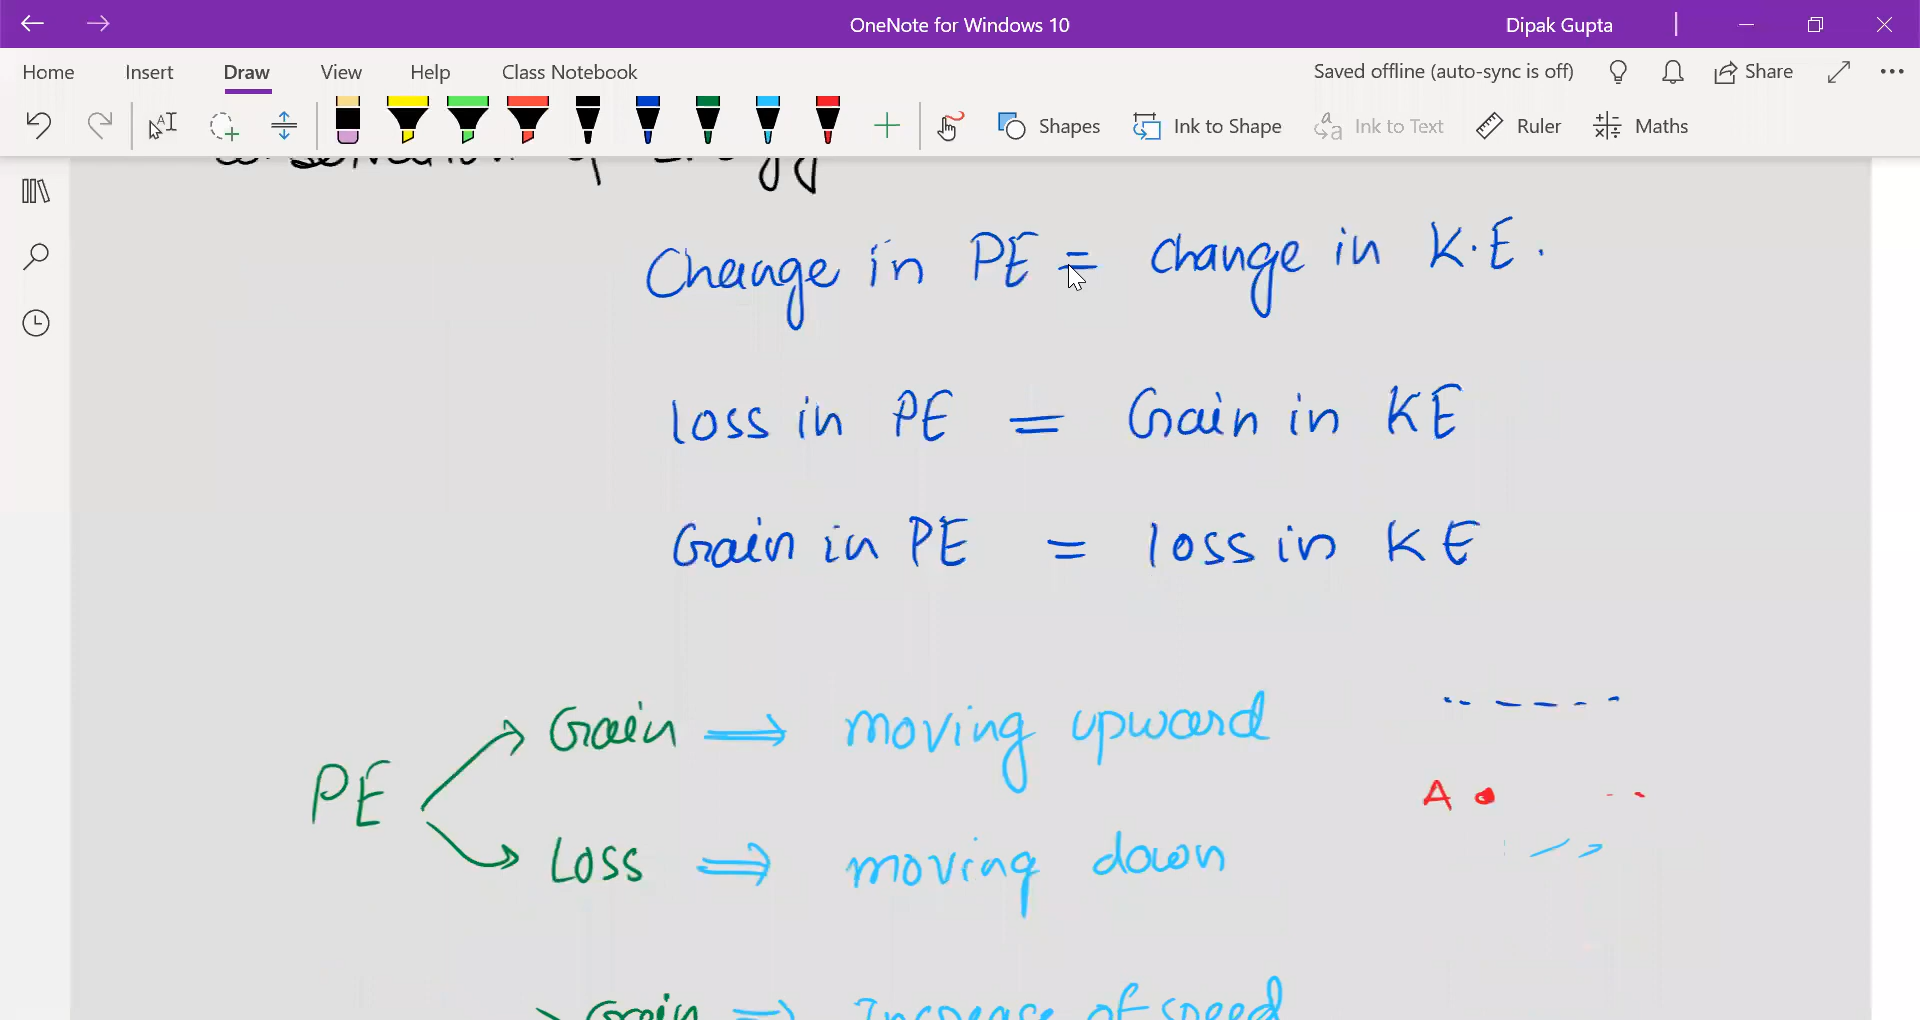 OneNote for Windows 10
Dipak Gupta
Home Insert Draw View Help Class Notebook
Saved offline (auto-sync is off) Share
Shapes Ink to Shape Ink to Text Ruler Maths
Conservation of Energy
Change in PE = change in K.E.
loss in PE = Gain in KE
Gain in PE = loss in KE
PE
Gain ⟹ moving upward
A
Loss ⟹ moving down
Gain ⟹ Increase of speed